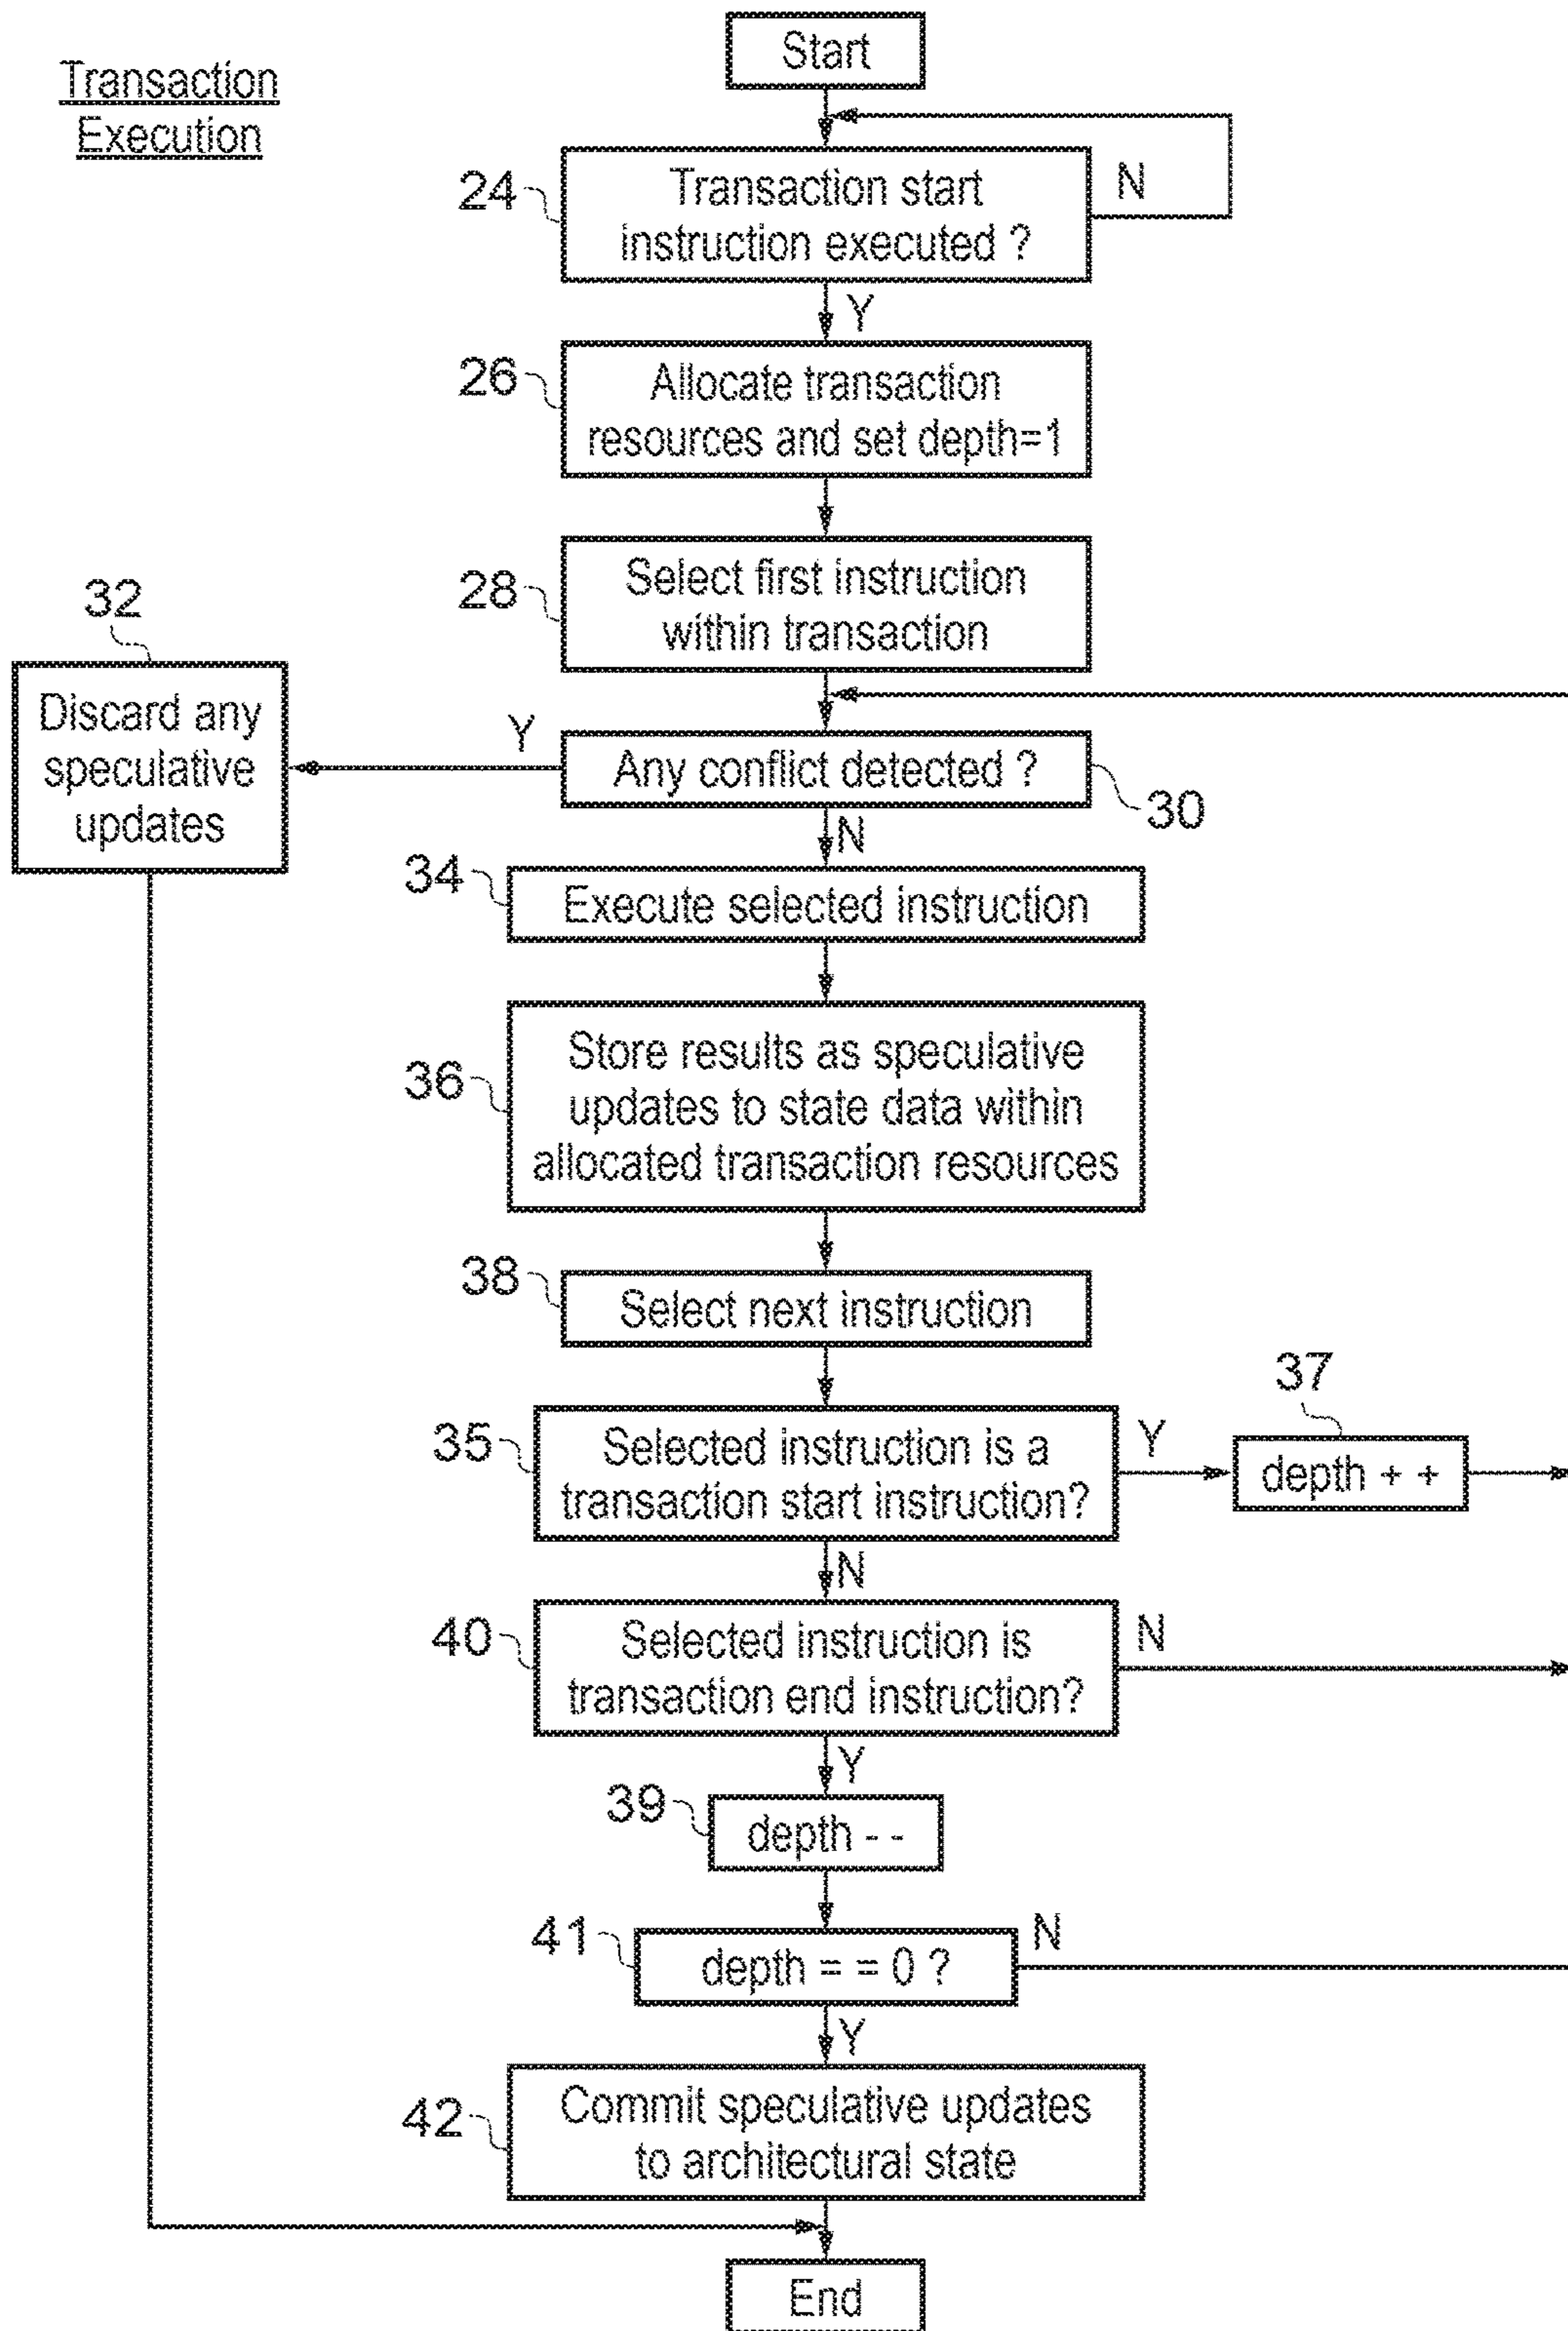 Transaction
Execution
Start
24
Transaction start
instruction executed ?
N
Y
26
Allocate transaction
resources and set depth=1
28
Select first instruction
within transaction
32
Discard any
speculative
updates
Y
Any conflict detected ?
30
N
34
Execute selected instruction
36
Store results as speculative
updates to state data within
allocated transaction resources
38
Select next instruction
35
Selected instruction is a
transaction start instruction?
Y
37
depth + +
N
40
Selected instruction is
transaction end instruction?
N
Y
39
depth - -
41
depth = = 0 ?
N
Y
42
Commit speculative updates
to architectural state
End